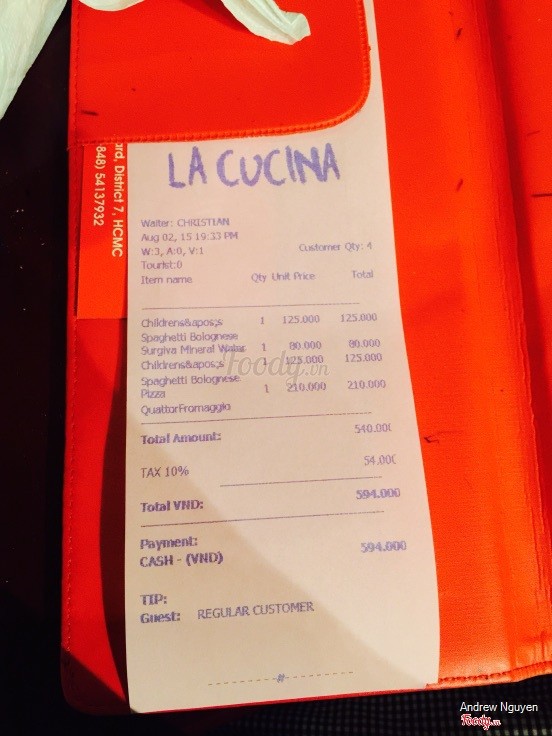 ard, District 7, HCMC
(848) 54137932
LA CUCINA
Waiter: CHRISTIAN
Aug 02, 15 19:33 PM
W:3, A:0, V:1 Customer Qty: 4
Tourist:0
Item name Qty Unit Price Total
Childrens&apos;s 1 125.000 125.000
Spaghetti Bolognese
Surgiva Mineral Water 1 80.000 80.000
Childrens&apos;s 1 125.000 125.000
Spaghetti Bolognese
Pizza 1 210.000 210.000
QuattorFromaggio
Total Amount: 540.000
TAX 10% 54.000
Total VND: 594.000
Payment:
CASH - (VND) 594.000
TIP:
Guest: REGULAR CUSTOMER
---------#---------
Foody.vn
Andrew Nguyen
Foody.vn